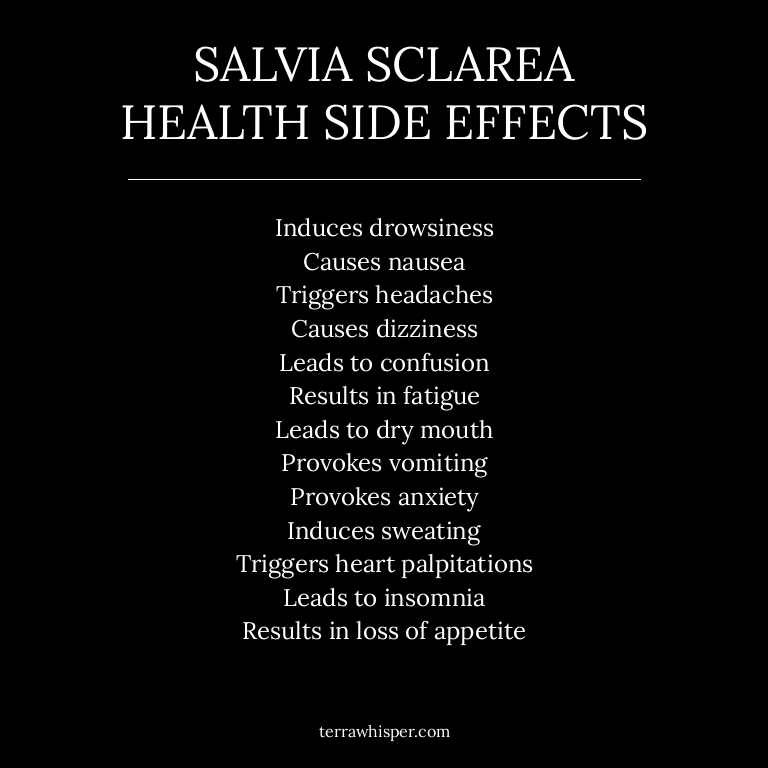 SALVIA SCLAREA
HEALTH SIDE EFFECTS
Induces drowsiness
Causes nausea
Triggers headaches
Causes dizziness
Leads to confusion
Results in fatigue
Leads to dry mouth
Provokes vomiting
Provokes anxiety
Induces sweating
Triggers heart palpitations
Leads to insomnia
Results in loss of appetite
terrawhisper.com